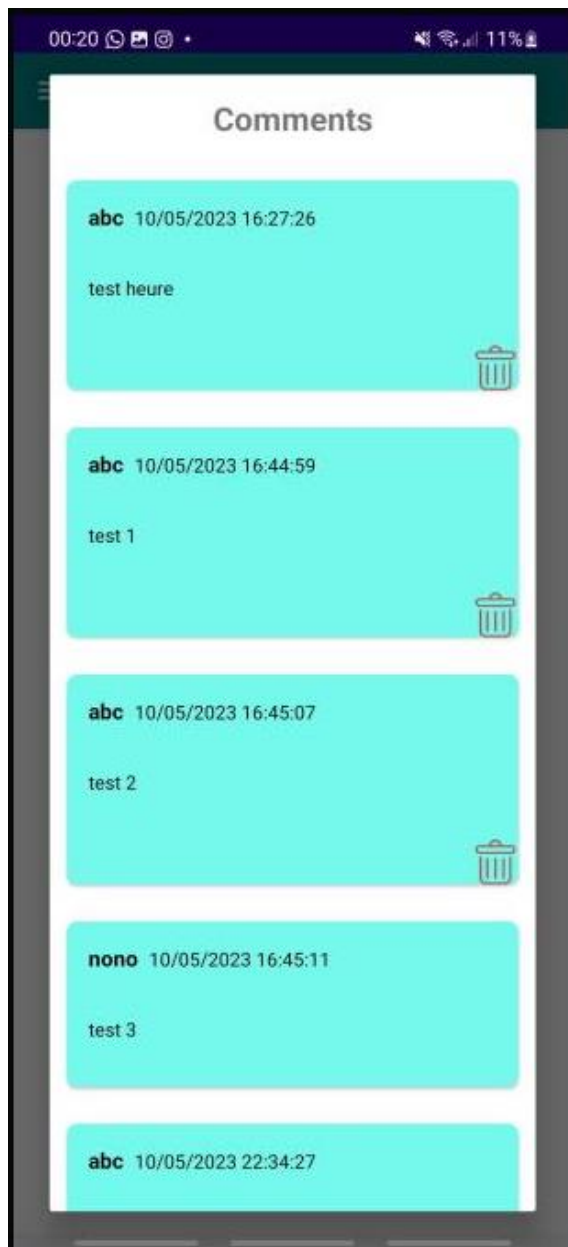 00:20 11%
Comments
abc 10/05/2023 16:27:26
test heure
abc 10/05/2023 16:44:59
test 1
abc 10/05/2023 16:45:07
test 2
nono 10/05/2023 16:45:11
test 3
abc 10/05/2023 22:34:27